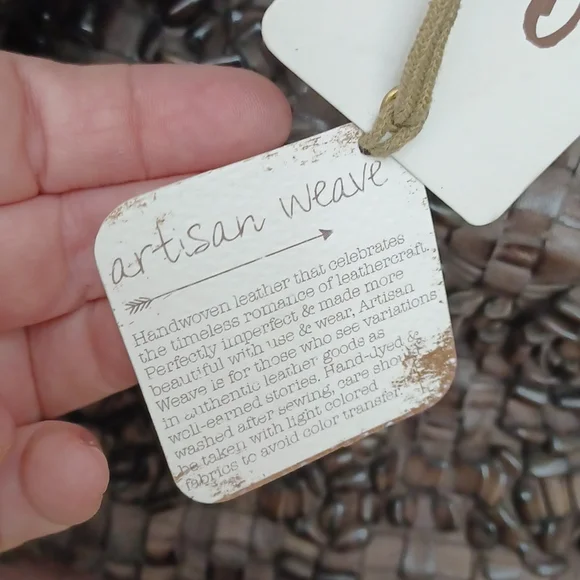 artisan weave
Handwoven leather that celebrates
the timeless romance of leathercraft.
Perfectly imperfect & made more
beautiful with use & wear, Artisan
Weave is for those who see variations
in authentic leather goods as
well-earned stories. Hand-dyed &
washed after sewing, care should
be taken with light colored
fabrics to avoid color transfer.